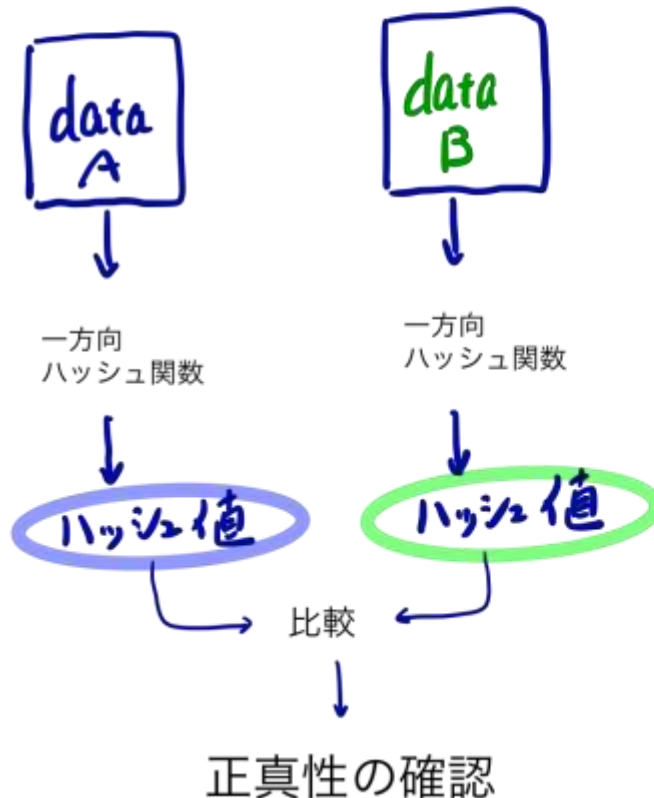 data
A
data
B
一方向
ハッシュ関数
一方向
ハッシュ関数
ハッシュ値
ハッシュ値
比較
正真性の確認